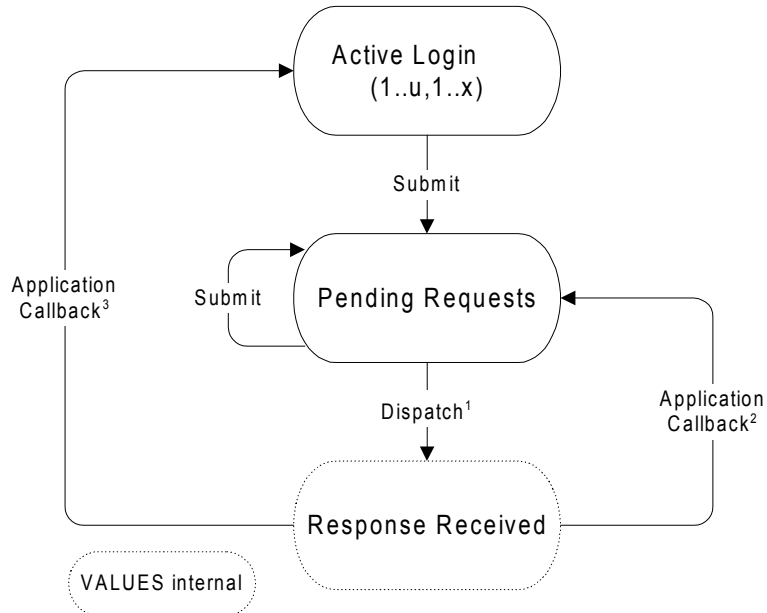 Active Login
(1..u,1..x)
Submit
Pending Requests
Submit
Application
Callback³
Dispatch¹
Application
Callback²
Response Received
VALUES internal